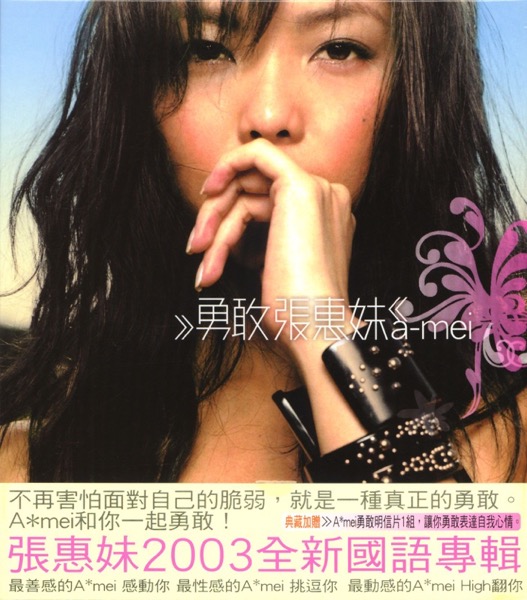 »勇敢張惠妹《a-mei
不再害怕面對自己的脆弱，就是一種真正的勇敢。
A*mei和你一起勇敢！
典藏加贈≫A*mei勇敢明信片1組，讓你勇敢表達自我心情。
張惠妹2003全新國語專輯
最善感的A*mei 感動你 最性感的A*mei 挑逗你 最動感的A*mei High翻你